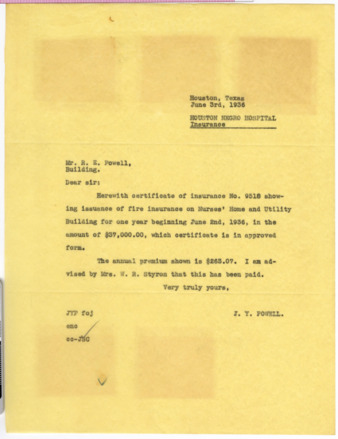 Houston, Texas
June 3rd, 1936
HOUSTON NEGRO HOSPITAL
Insurance
Mr. R. E. Powell,
Building.
Dear sir:
Herewith certificate of insurance No. 9518 show-
ing issuance of fire insurance on Nurses' Home and Utility
Building for one year beginning June 2nd, 1936, in the
amount of $37,000.00, which certificate is in approved
form.
The annual premium shown is $263.07. I am ad-
vised by Mrs. W. R. Styron that this has been paid.
Very truly yours,
JYP foj
J. Y. POWELL.
enc
cc-JHC